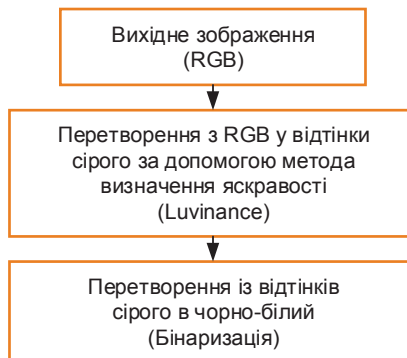 Вихідне зображення
(RGB)
Перетворення з RGB у відтінки
сірого за допомогою метода
визначення яскравості
(Luvinance)
Перетворення із відтінків
сірого в чорно-білий
(Бінаризація)